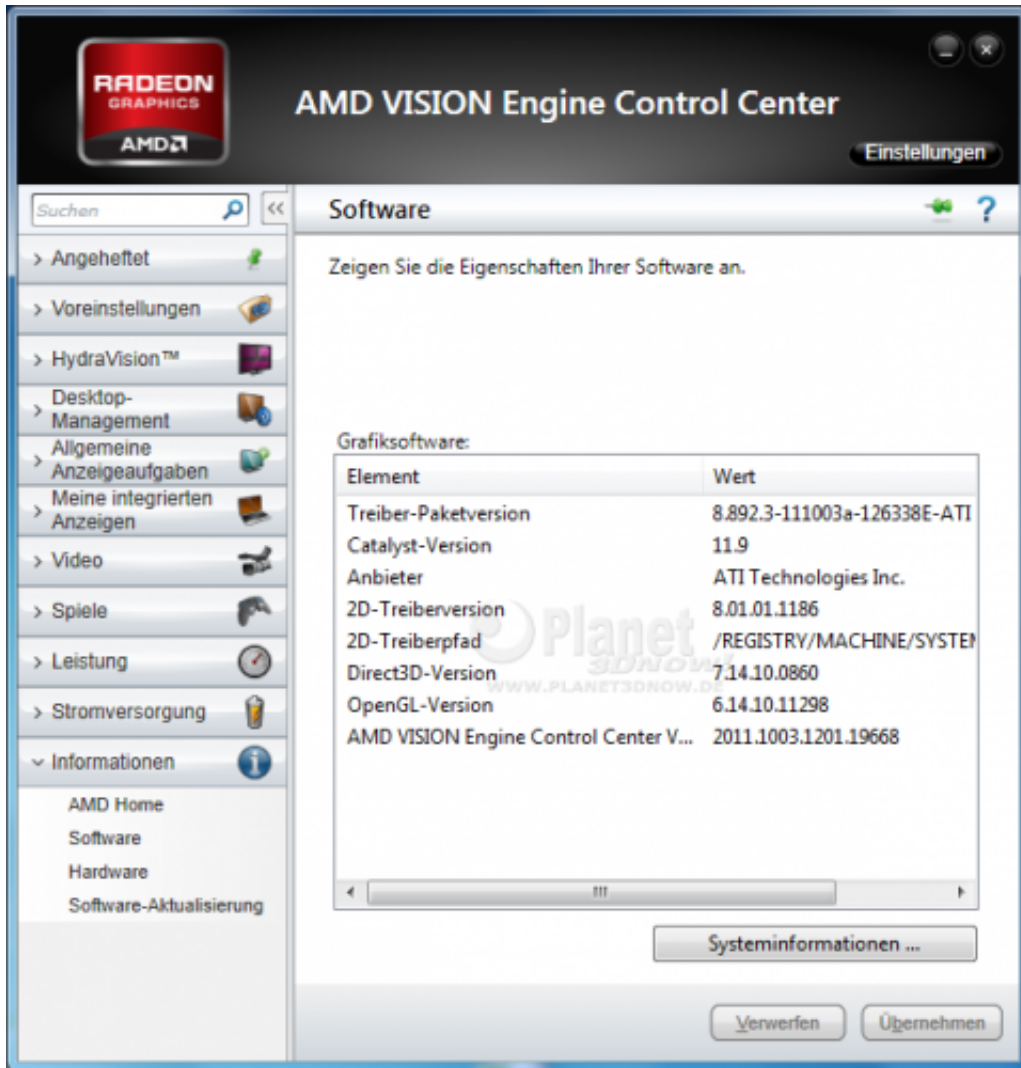 RADEON
GRAPHICS
AMD
AMD VISION Engine Control Center
Einstellungen
Suchen
<<
Software
?
> Angeheftet
> Voreinstellungen
> HydraVision™
> Desktop-
Management
> Allgemeine
Anzeigeaufgaben
> Meine integrierten
Anzeigen
> Video
> Spiele
> Leistung
> Stromversorgung
Informationen
AMD Home
Software
Hardware
Software-Aktualisierung
Zeigen Sie die Eigenschaften Ihrer Software an.
Grafiksoftware:
Element Wert
Treiber-Paketversion 8.892.3-111003a-126338E-ATI
Catalyst-Version 11.9
Anbieter ATI Technologies Inc.
2D-Treiberversion 8.01.01.1186
2D-Treiberpfad /REGISTRY/MACHINE/SYSTEM
Direct3D-Version 7.14.10.0860
OpenGL-Version 6.14.10.11298
AMD VISION Engine Control Center V... 2011.1003.1201.19668
Planet
3DNOW!
WWW.PLANET3DNOW.DE
Systeminformationen ...
Verwerfen
Übernehmen